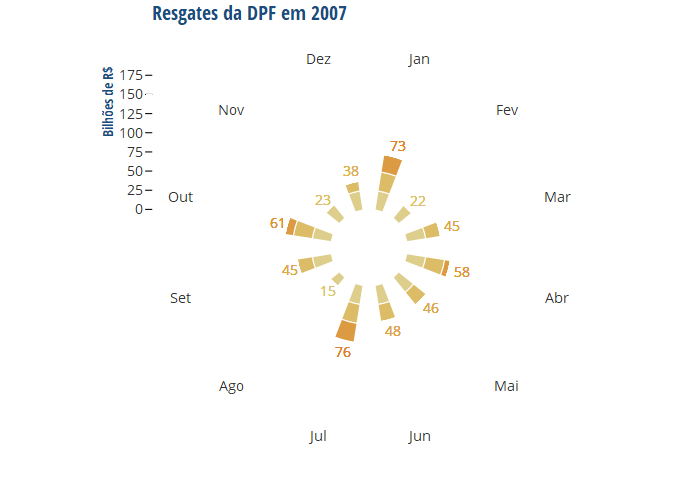 Resgates da DPF em 2007
Bilhões de R$
175
150
125
100
75
50
25
0
Dez
Jan
Nov
Fev
Out
Mar
Set
Abr
Ago
Mai
Jul
Jun
73
38
23
22
61
45
45
58
15
46
48
76